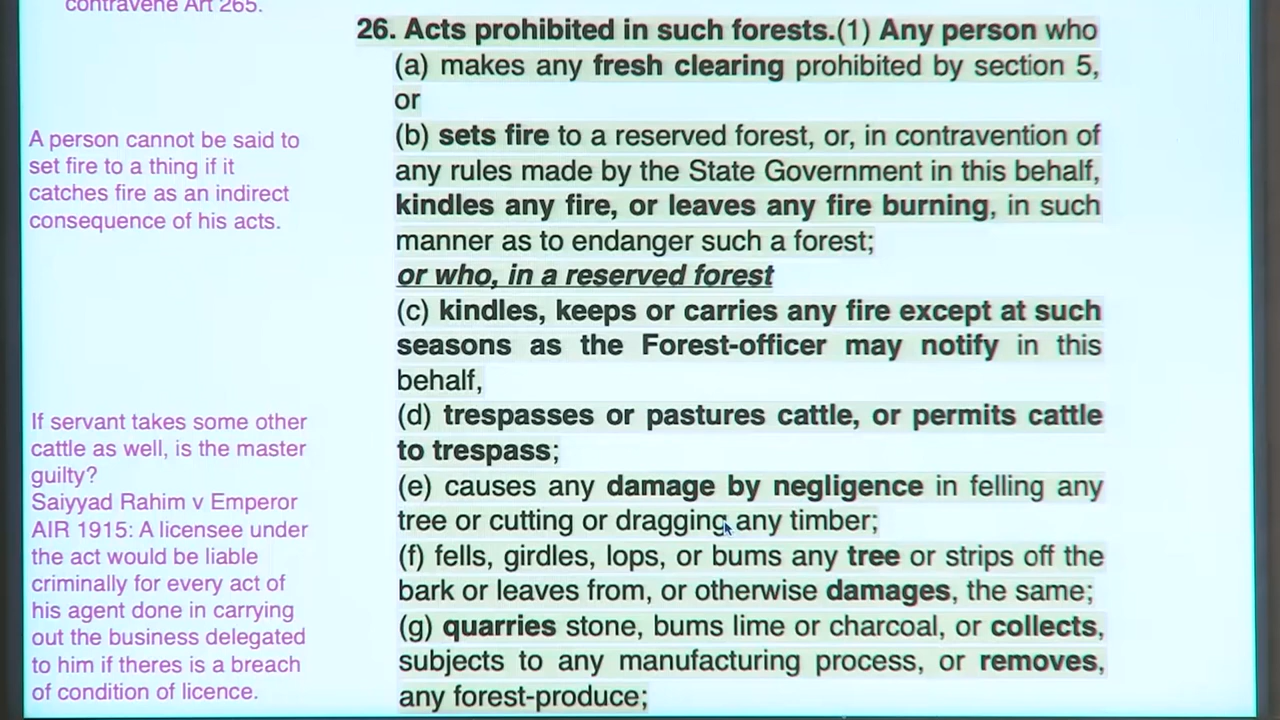 contravene Art 265.
A person cannot be said to
set fire to a thing if it
catches fire as an indirect
consequence of his acts.
If servant takes some other
cattle as well, is the master
guilty?
Saiyyad Rahim v Emperor
AIR 1915: A licensee under
the act would be liable
criminally for every act of
his agent done in carrying
out the business delegated
to him if theres is a breach
of condition of licence.
26. Acts prohibited in such forests.(1) Any person who
(a) makes any fresh clearing prohibited by section 5,
or
(b) sets fire to a reserved forest, or, in contravention of
any rules made by the State Government in this behalf,
kindles any fire, or leaves any fire burning, in such
manner as to endanger such a forest;
or who, in a reserved forest
(c) kindles, keeps or carries any fire except at such
seasons as the Forest-officer may notify in this
behalf,
(d) trespasses or pastures cattle, or permits cattle
to trespass;
(e) causes any damage by negligence in felling any
tree or cutting or dragging any timber;
(f) fells, girdles, lops, or bums any tree or strips off the
bark or leaves from, or otherwise damages, the same;
(g) quarries stone, bums lime or charcoal, or collects,
subjects to any manufacturing process, or removes,
any forest-produce;